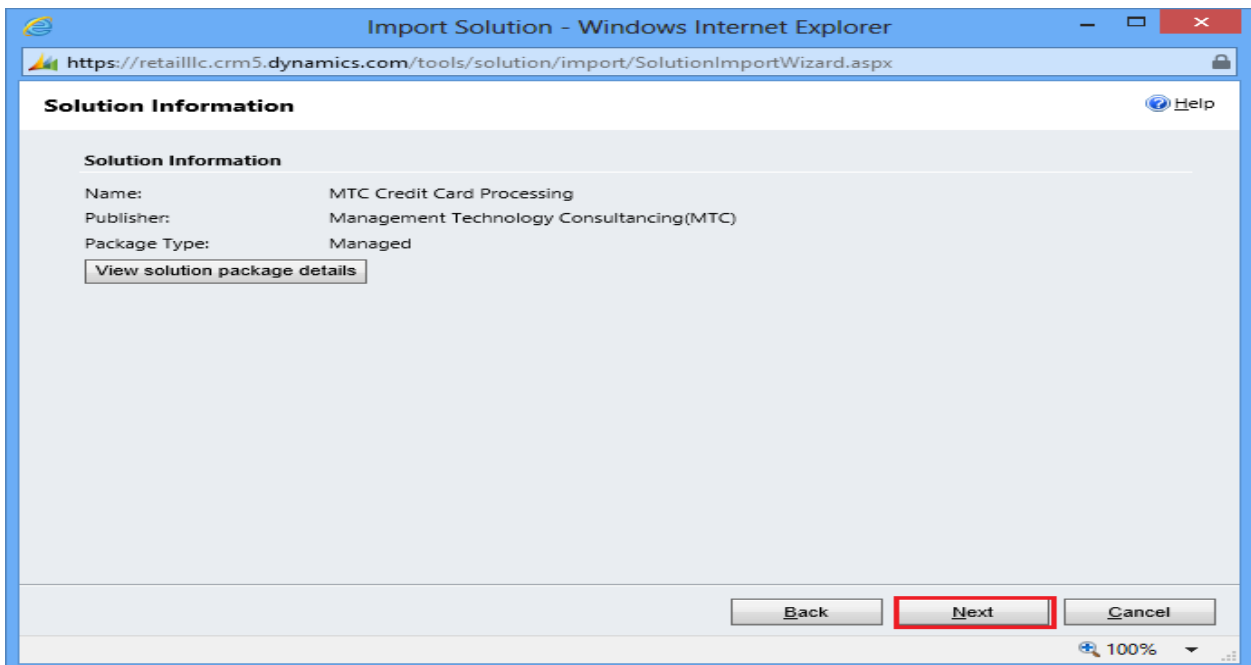 Import Solution - Windows Internet Explorer
https://retailllc.crm5.dynamics.com/tools/solution/import/SolutionImportWizard.aspx
Solution Information
Help
Solution Information
Name: MTC Credit Card Processing
Publisher: Management Technology Consultancing(MTC)
Package Type: Managed
View solution package details
Back Next Cancel
100%